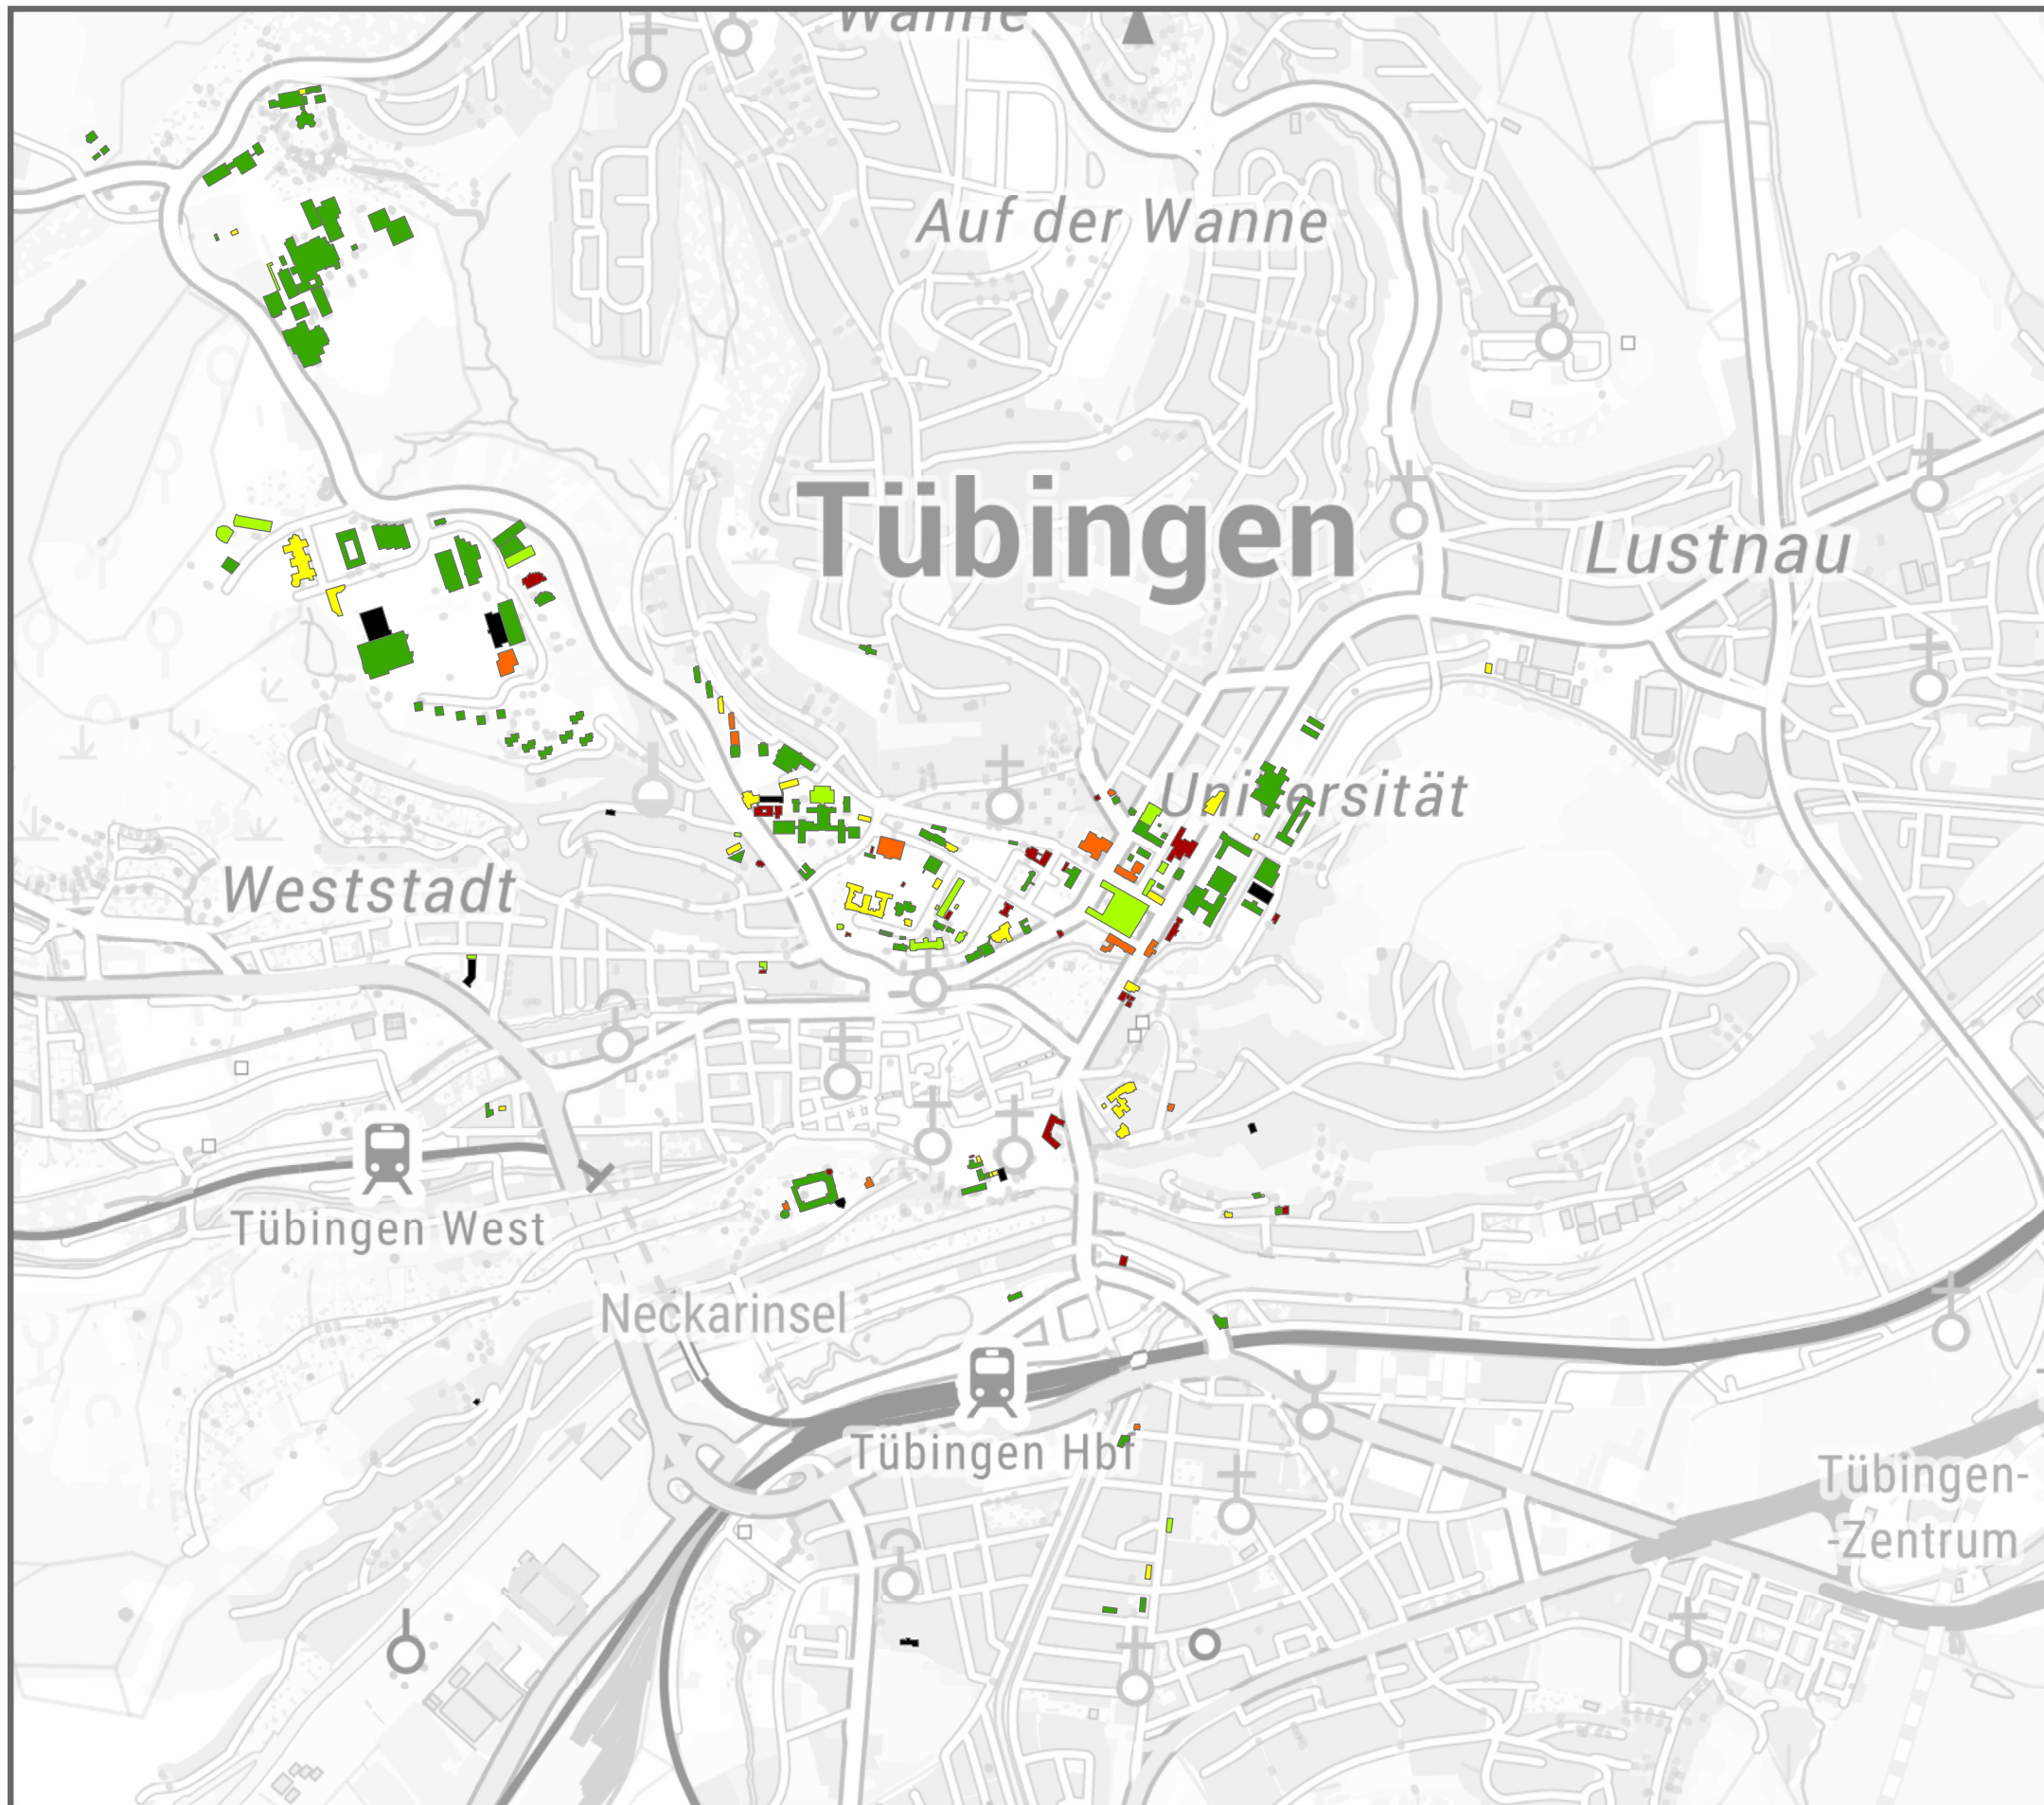 Wanne
Auf der Wanne
Tübingen
Lustnau
Universität
Weststadt
Tübingen West
Neckarinsel
Tübingen Hbf
Tübingen-
-Zentrum